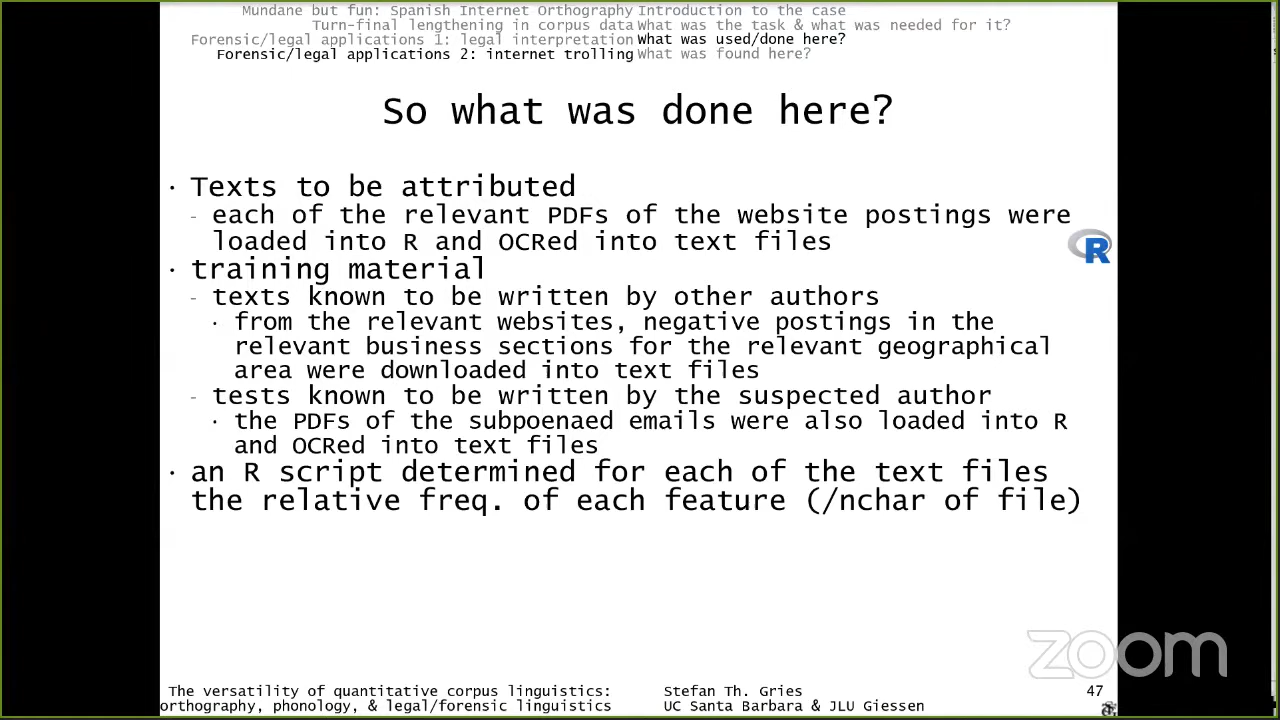 Mundane but fun: Spanish Internet Orthography Introduction to the case
Turn-final lengthening in corpus data What was the task & what was needed for it?
Forensic/legal applications 1: legal interpretation What was used/done here?
Forensic/legal applications 2: internet trolling What was found here?
So what was done here?
· Texts to be attributed
- each of the relevant PDFs of the website postings were
loaded into R and OCRed into text files
R
· training material
- texts known to be written by other authors
· from the relevant websites, negative postings in the
relevant business sections for the relevant geographical
area were downloaded into text files
- tests known to be written by the suspected author
· the PDFs of the subpoenaed emails were also loaded into R
and OCRed into text files
· an R script determined for each of the text files
the relative freq. of each feature (/nchar of file)
zoom
The versatility of quantitative corpus linguistics: Stefan Th. Gries 47
orthography, phonology, & legal/forensic linguistics UC Santa Barbara & JLU Giessen